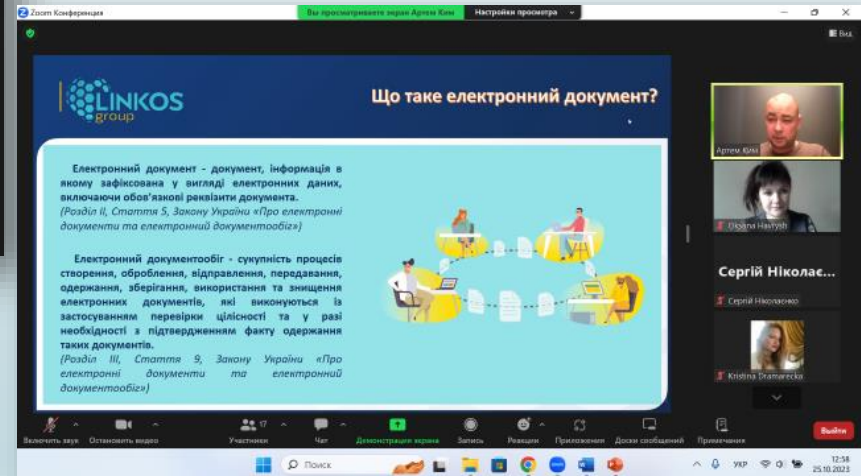 Zoom Конференция
Вы просматриваете экран Артем Ким
Настройки просмотра
Вид
LINKOS
group
Що таке електронний документ?
Електронний документ - документ, інформація в
якому зафіксована у вигляді електронних даних,
включаючи обов'язкові реквізити документа.
(Розділ II, Стаття 5, Закону України «Про електронні
документи та електронний документообіг»)
Електронний документообіг - сукупність процесів
створення, оброблення, відправлення, передавання,
одержання, зберігання, використання та знищення
електронних документів, які виконуються із
застосуванням перевірки цілісності та у разі
необхідності з підтвердженням факту одержання
таких документів.
(Розділ III, Стаття 9, Закону України «Про
електронні документи та електронний
документообіг»)
Артем Ким
Havrysh
Сергій Ніколає...
Сергій Ніколаєнко
Kristina Dramarecka
Включить звук
Остановить видео
17
Участники
Чат
Демонстрация экрана
Запись
Реакции
Приложения
Доски сообщений
Примечания
Выйти
Поиск
УКР
12:58
25.10.2023